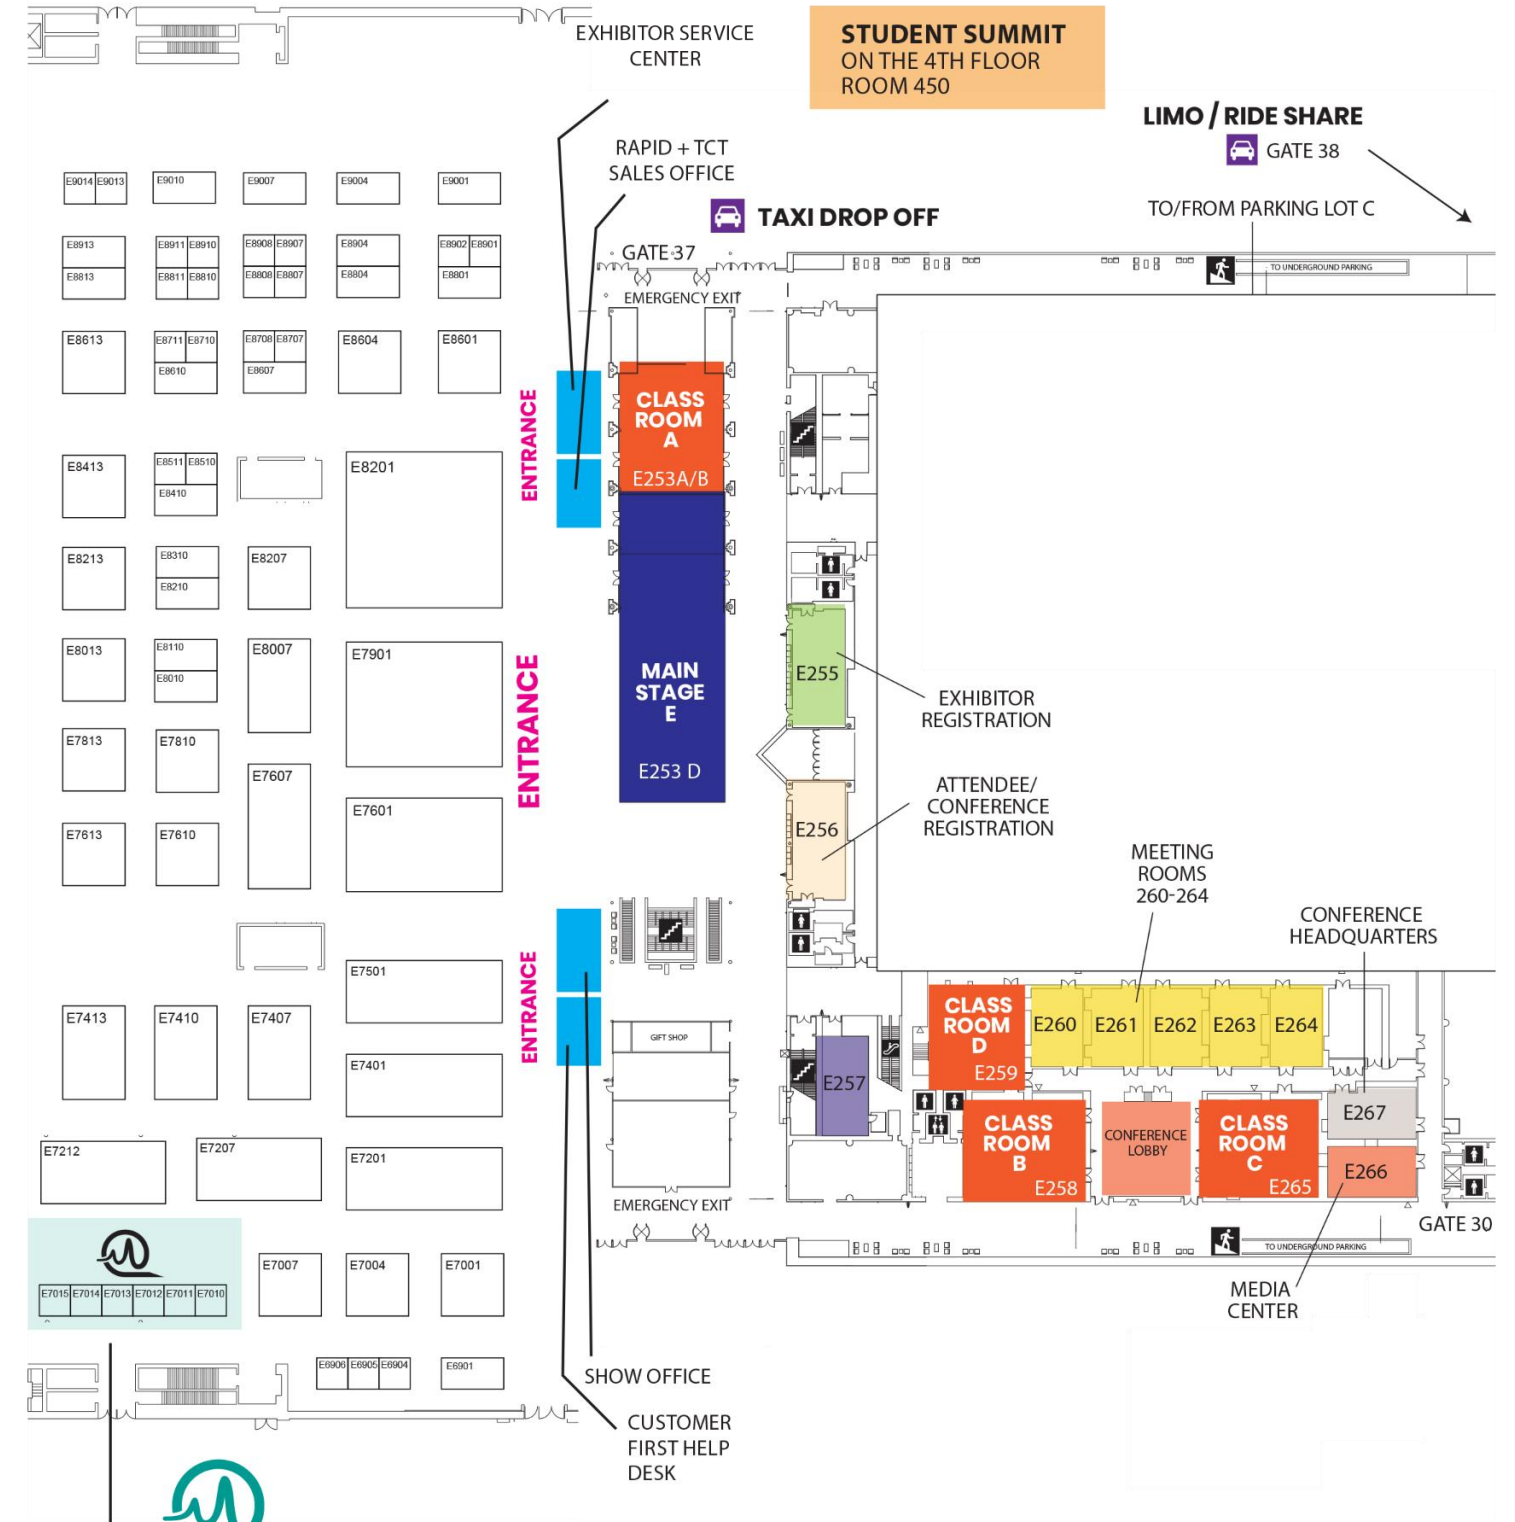 EXHIBITOR SERVICE
CENTER
STUDENT SUMMIT
ON THE 4TH FLOOR
ROOM 450
LIMO / RIDE SHARE
GATE 38
RAPID + TCT
SALES OFFICE
TAXI DROP OFF
TO/FROM PARKING LOT C
GATE 37
TO UNDERGROUND PARKING
EMERGENCY EXIT
E9014 E9013 E9010 E9007 E9004 E9001
E8913 E8911 E8910 E8908 E8907 E8904 E8902 E8901
E8813 E8811 E8810 E8808 E8807 E8804 E8801
E8613 E8711 E8710 E8708 E8707 E8604 E8601
E8610 E8607
ENTRANCE
CLASS
ROOM
A
E253A/B
E8413 E8511 E8510 E8201
E8410
E8213 E8310 E8207
E8210
E8013 E8110 E8007 E7901
E8010
ENTRANCE
MAIN
STAGE
E
E253 D
E255
EXHIBITOR
REGISTRATION
E7813 E7810
E7607
E7601
E7613 E7610
ATTENDEE/
CONFERENCE
REGISTRATION
E256
MEETING
ROOMS
260-264
CONFERENCE
HEADQUARTERS
E7501
ENTRANCE
E7413 E7410 E7407
E7401
GIFT SHOP
E257
CLASS
ROOM
D
E259
E260 E261 E262 E263 E264
E267
CLASS
ROOM
B
E258
CONFERENCE
LOBBY
CLASS
ROOM
C
E265
E266
E7212 E7207 E7201
EMERGENCY EXIT
GATE 30
TO UNDERGROUND PARKING
E7007 E7004 E7001
E7015 E7014 E7013 E7012 E7011 E7010
MEDIA
CENTER
E6906 E6905 E6904 E6901
SHOW OFFICE
CUSTOMER
FIRST HELP
DESK